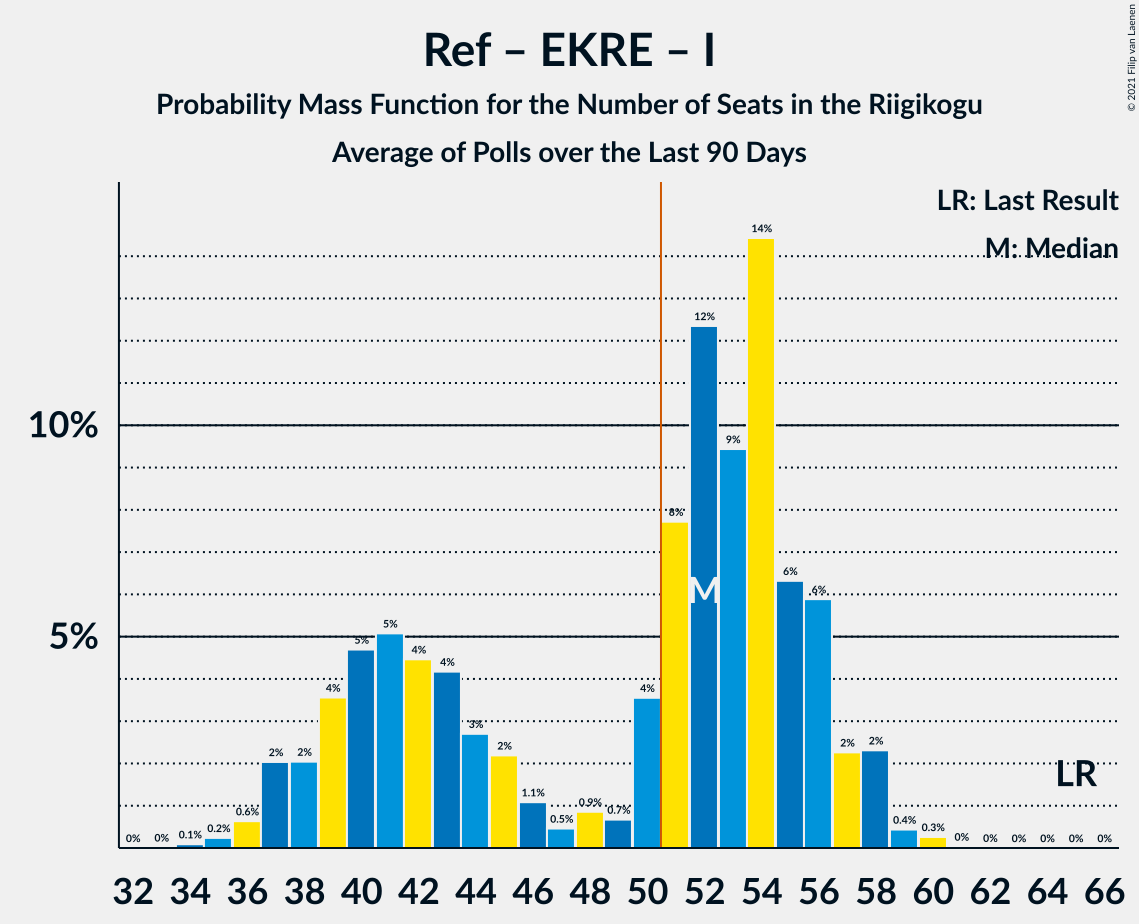 Ref – EKRE – I
Probability Mass Function for the Number of Seats in the Riigikogu
Average of Polls over the Last 90 Days
© 2021 Filip van Laenen
LR: Last Result
M: Median
10%
5%
0% 0% 0.1% 0.2% 0.6% 2% 2% 4% 5% 5% 4% 4% 3% 2% 1.1% 0.5% 0.9% 0.7% 4% 8% 12% 9% 14% 6% 6% 2% 2% 0.4% 0.3% 0% 0% 0% 0% 0% 0%
M
LR
32 34 36 38 40 42 44 46 48 50 52 54 56 58 60 62 64 66